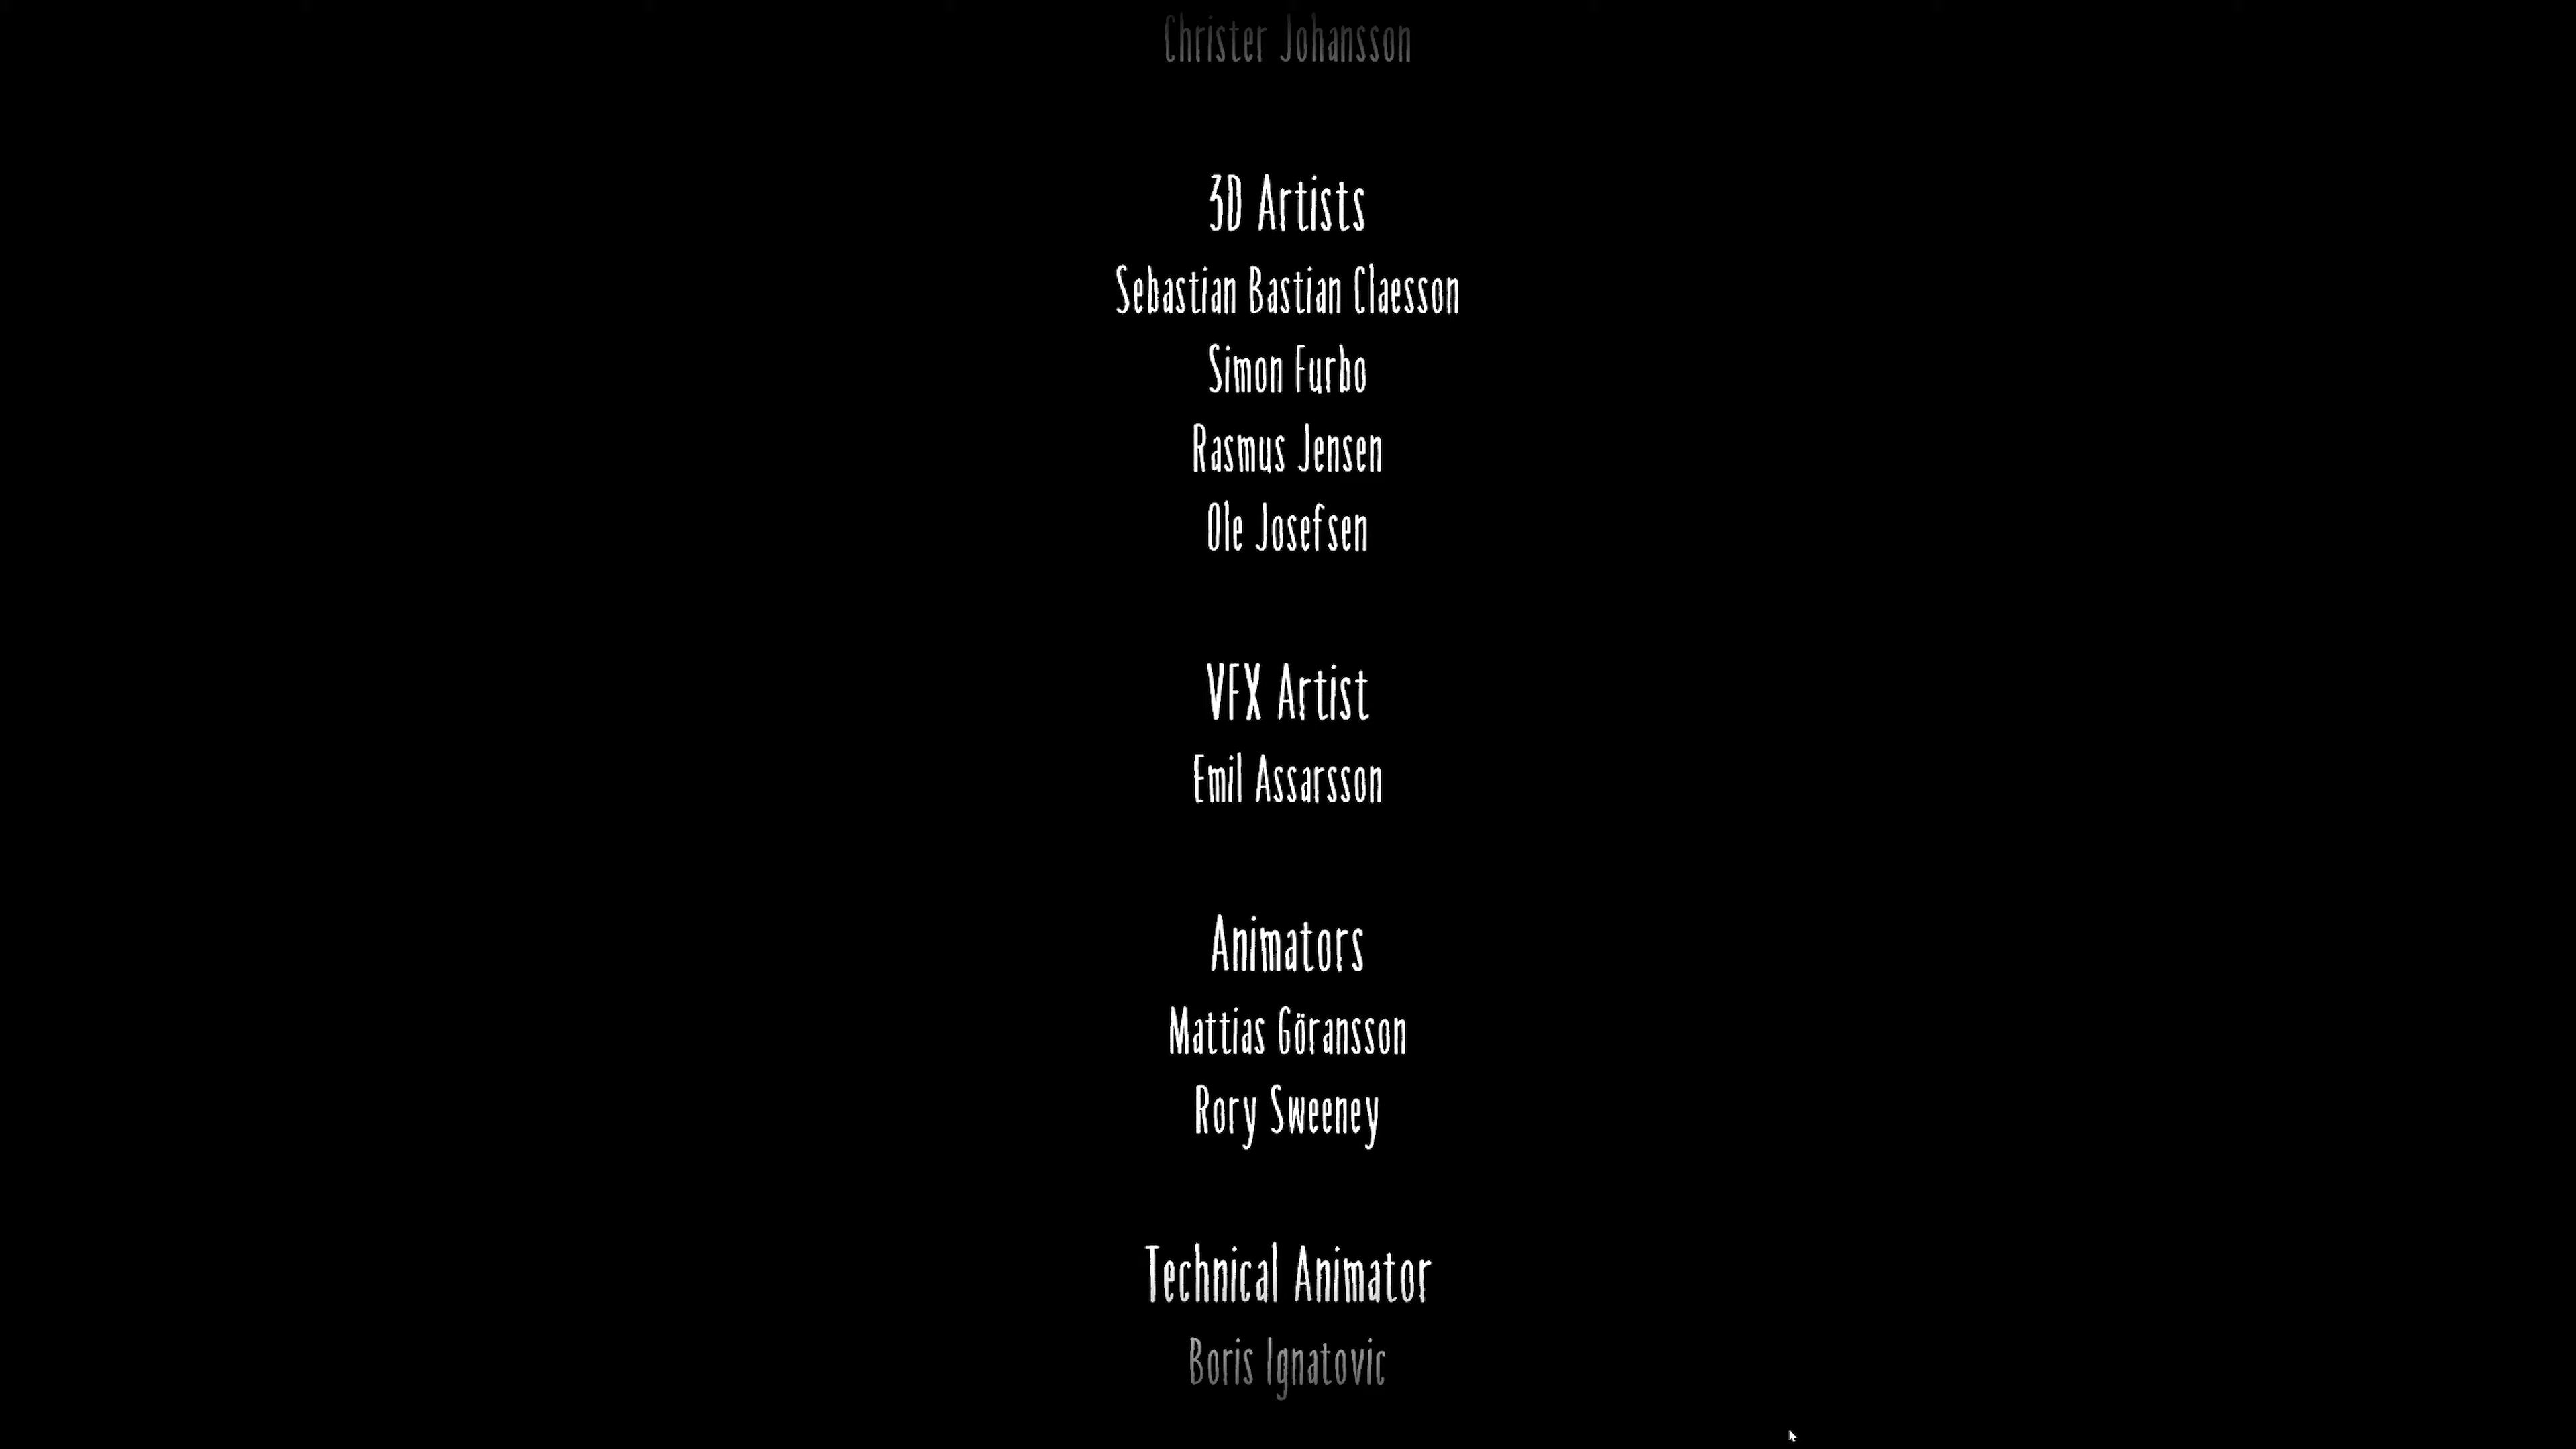 Christer Johansson
3D Artists
Sebastian Bastian Claesson
Simon Furbo
Rasmus Jensen
Ole Josefsen
VFX Artist
Emil Assarsson
Animators
Mattias Göransson
Rory Sweeney
Technical Animator
Boris Ignatovic